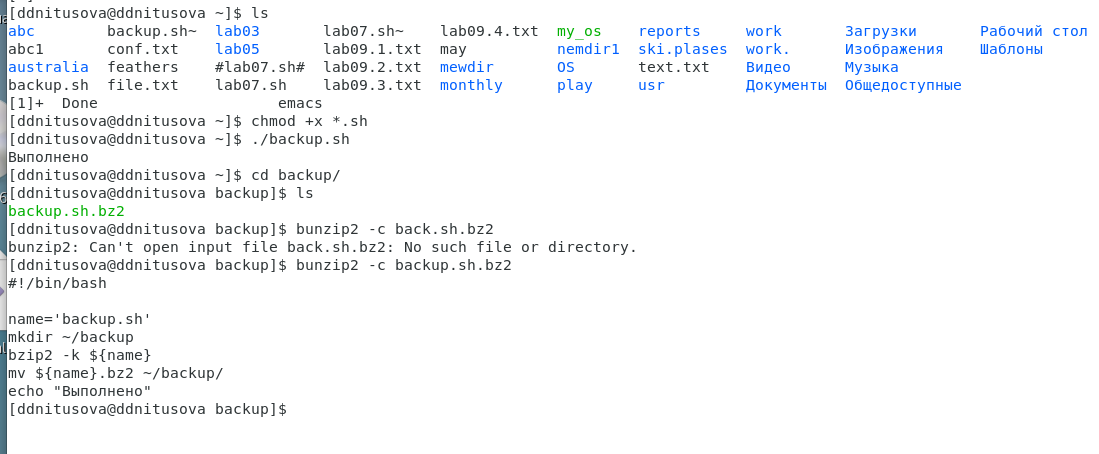 [ddnitusova@ddnitusova ~]$ ls
abc        backup.sh~  lab03      lab07.sh~   lab09.4.txt  my_os    reports    work       Загрузки       Рабочий стол
abc1       conf.txt    lab05      lab09.1.txt  may          nemdir1  ski.plases  work.      Изображения    Шаблоны
australia  feathers    #lab07.sh#  lab09.2.txt  mewdir       OS       text.txt   Видео      Музыка
backup.sh  file.txt    lab07.sh   lab09.3.txt  monthly      play     usr        Документы  Общедоступные
[1]+  Done                    emacs
[ddnitusova@ddnitusova ~]$ chmod +x *.sh
[ddnitusova@ddnitusova ~]$ ./backup.sh
Выполнено
[ddnitusova@ddnitusova ~]$ cd backup/
[ddnitusova@ddnitusova backup]$ ls
backup.sh.bz2
[ddnitusova@ddnitusova backup]$ bunzip2 -c back.sh.bz2
bunzip2: Can't open input file back.sh.bz2: No such file or directory.
[ddnitusova@ddnitusova backup]$ bunzip2 -c backup.sh.bz2
#!/bin/bash

name='backup.sh'
mkdir ~/backup
bzip2 -k ${name}
mv ${name}.bz2 ~/backup/
echo "Выполнено"
[ddnitusova@ddnitusova backup]$